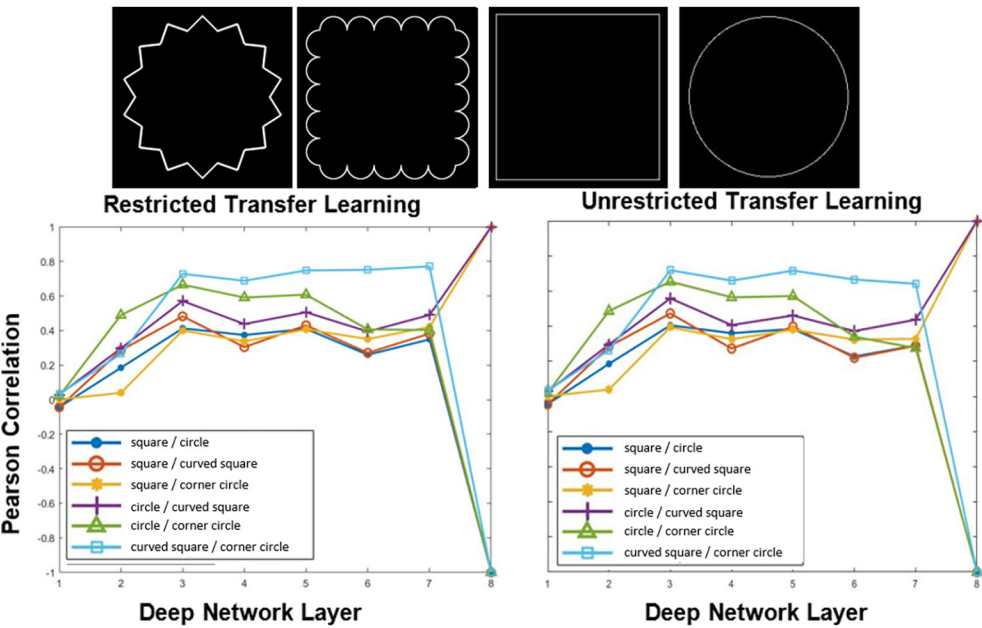 Restricted Transfer Learning
Unrestricted Transfer Learning
Pearson Correlation
1
0.8
0.6
0.4
0.2
0
-0.2
-0.4
-0.6
-0.8
-1
square / circle
square / curved square
square / corner circle
circle / curved square
circle / corner circle
curved square / corner circle
1 2 3 4 5 6 7 8
Deep Network Layer
square / circle
square / curved square
square / corner circle
circle / curved square
circle / corner circle
curved square / corner circle
1 2 3 4 5 6 7 8
Deep Network Layer